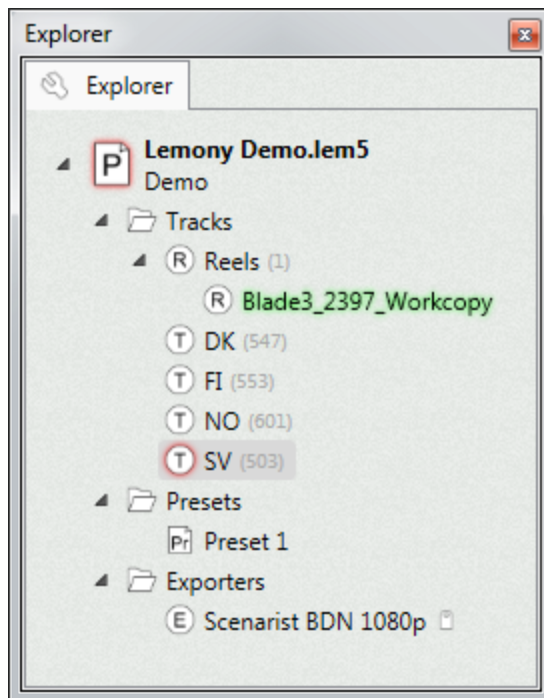 Explorer
Explorer
P Lemony Demo.lem5
Demo
Tracks
R Reels (1)
R Blade3_2397_Workcopy
T DK (547)
T FI (553)
T NO (601)
T SV (503)
Presets
Pr Preset 1
Exporters
E Scenarist BDN 1080p